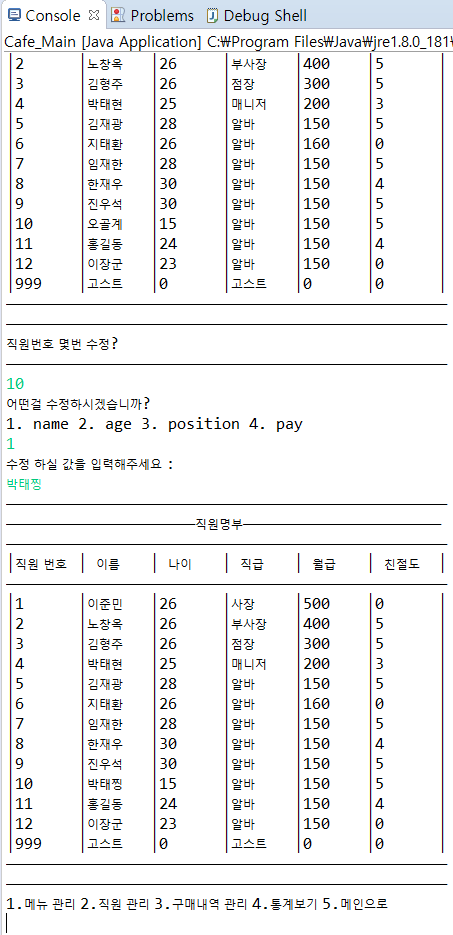 Console Problems Debug Shell
Cafe_Main [Java Application] C:\Program Files\Java\jre1.8.0_181\
2 노창옥 26 부사장 400 5
3 김형주 26 점장 300 5
4 박태현 25 매니저 200 3
5 김재광 28 알바 150 5
6 지태환 26 알바 160 0
7 임재한 28 알바 150 5
8 한재우 30 알바 150 4
9 진우석 30 알바 150 5
10 오골계 15 알바 150 5
11 홍길동 24 알바 150 4
12 이장군 23 알바 150 0
999 고스트 0 고스트 0 0
직원번호 몇번 수정?
10
어떤걸 수정하시겠습니까?
1. name 2. age 3. position 4. pay
1
수정 하실 값을 입력해주세요 :
박태찡
직원명부
직원 번호 이름 나이 직급 월급 친절도
1 이준민 26 사장 500 0
2 노창옥 26 부사장 400 5
3 김형주 26 점장 300 5
4 박태현 25 매니저 200 3
5 김재광 28 알바 150 5
6 지태환 26 알바 160 0
7 임재한 28 알바 150 5
8 한재우 30 알바 150 4
9 진우석 30 알바 150 5
10 박태찡 15 알바 150 5
11 홍길동 24 알바 150 4
12 이장군 23 알바 150 0
999 고스트 0 고스트 0 0
1.메뉴 관리 2.직원 관리 3.구매내역 관리 4.통계보기 5.메인으로